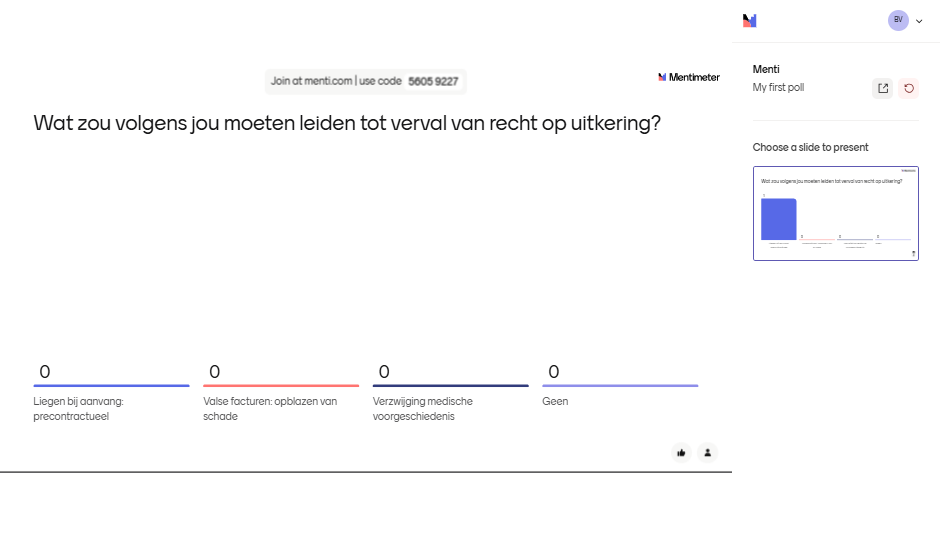 Join at menti.com | use code 5605 9227
Mentimeter
Wat zou volgens jou moeten leiden tot verval van recht op uitkering?
0
0
0
0
Liegen bij aanvang:
precontractueel
Valse facturen: opblazen van
schade
Verzwijging medische
voorgeschiedenis
Geen
BV
Menti
My first poll
Choose a slide to present
Wat zou volgens jou moeten leiden tot verval van recht op uitkering?